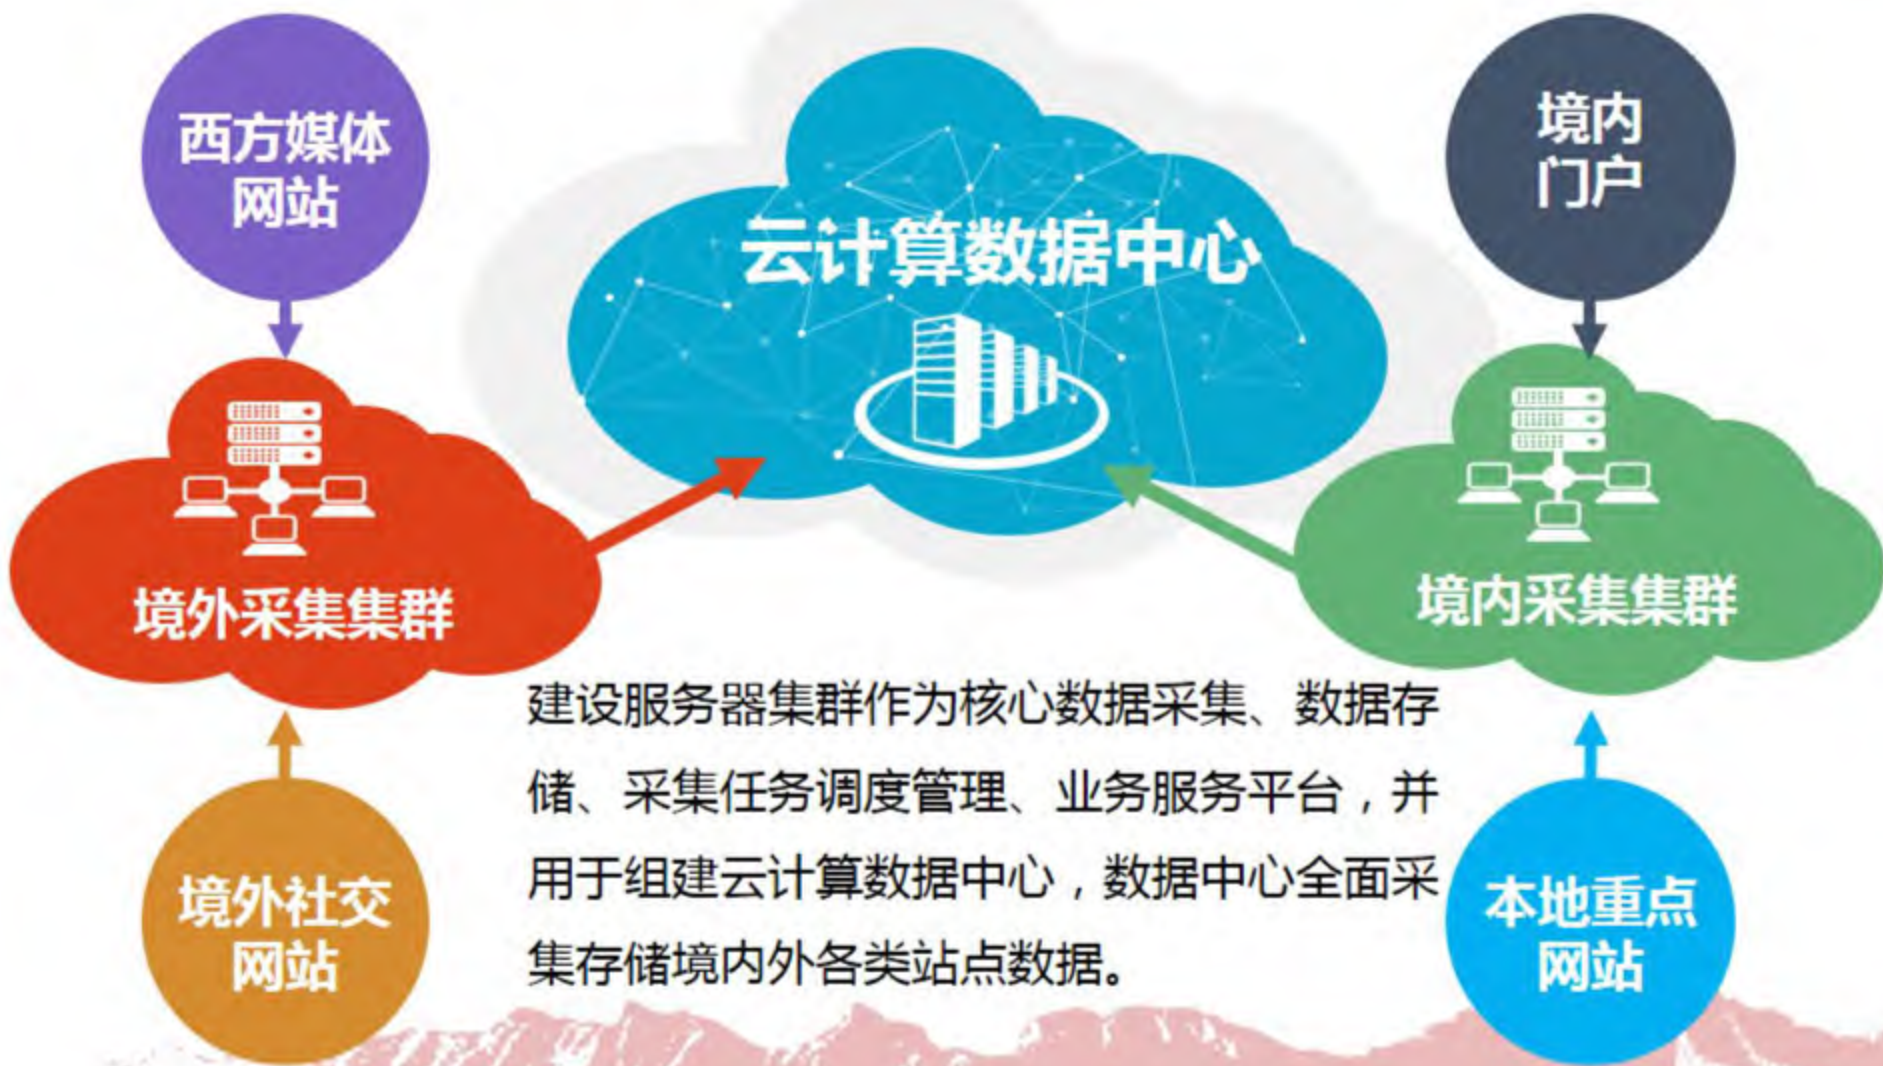 西方媒体
网站
云计算数据中心
境内
门户
境外采集集群
境内采集集群
建设服务器集群作为核心数据采集、数据存
储、采集任务调度管理、业务服务平台，并
用于组建云计算数据中心，数据中心全面采
集存储境内外各类站点数据。
境外社交
网站
本地重点
网站